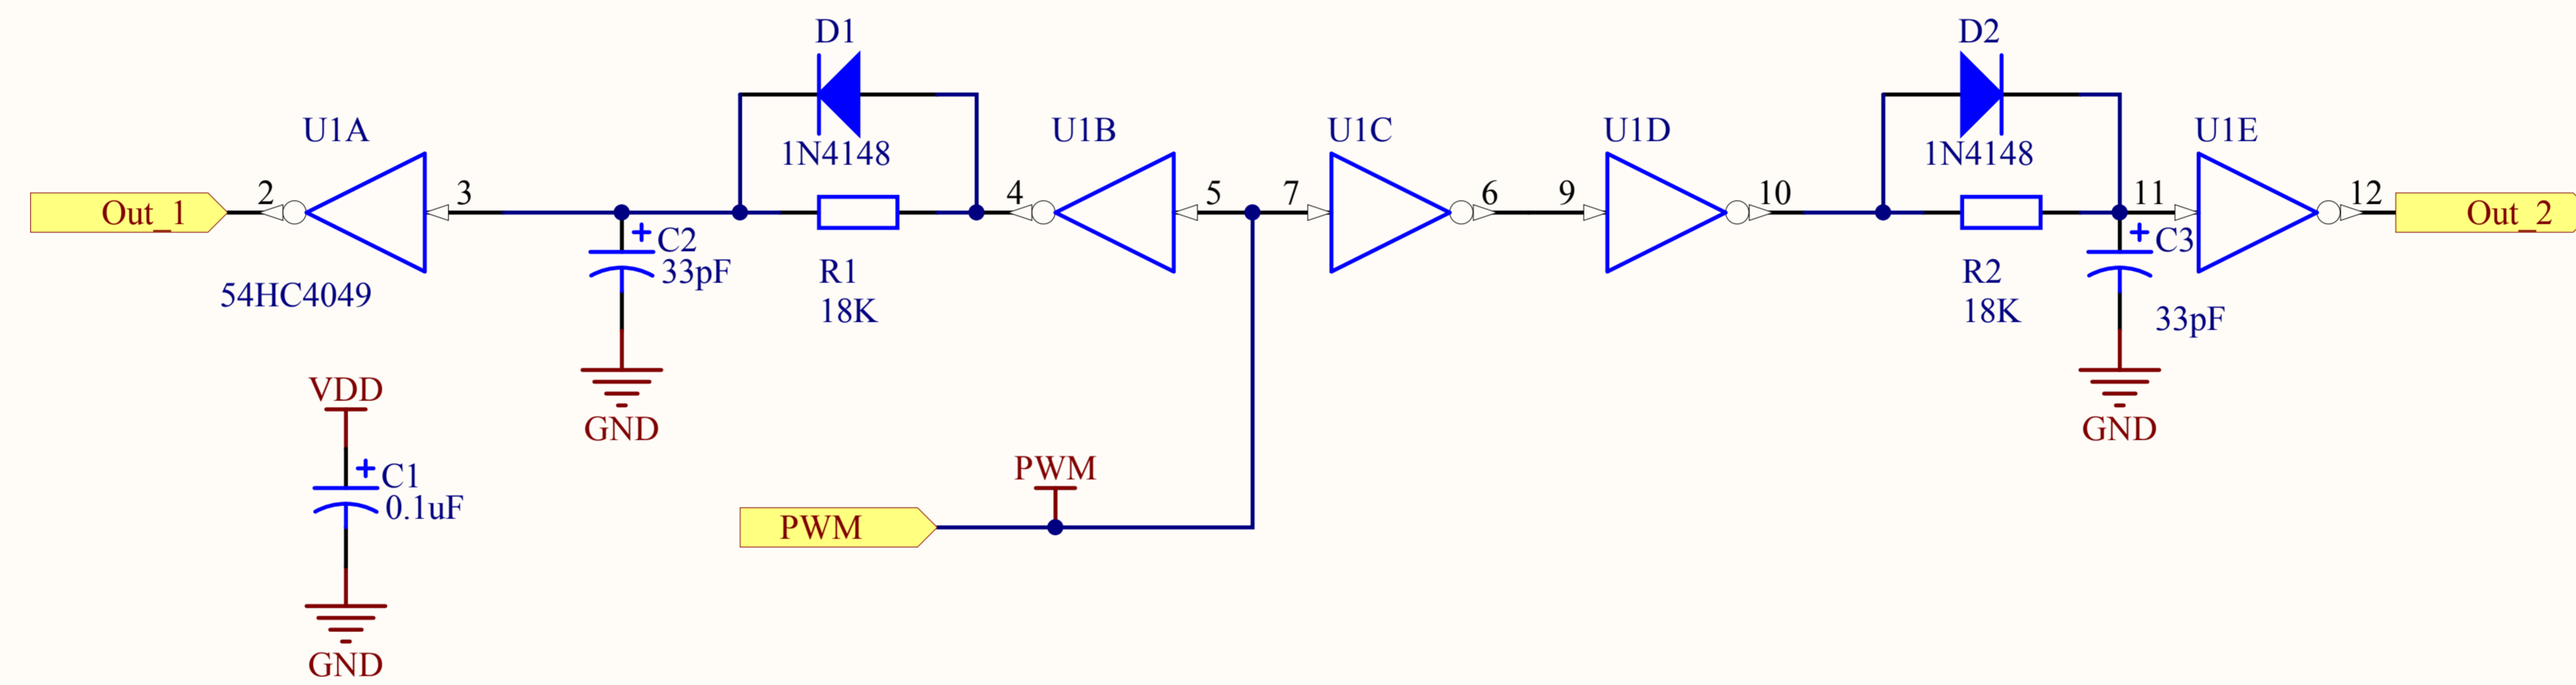 D1
D2
U1A
U1B
U1C
U1D
U1E
1N4148
1N4148
Out_1
2
3
4
5
7
6
9
10
11
12
Out_2
+
C2
33pF
+
C3
33pF
54HC4049
R1
18K
R2
18K
VDD
GND
GND
+
C1
0.1uF
PWM
PWM
GND